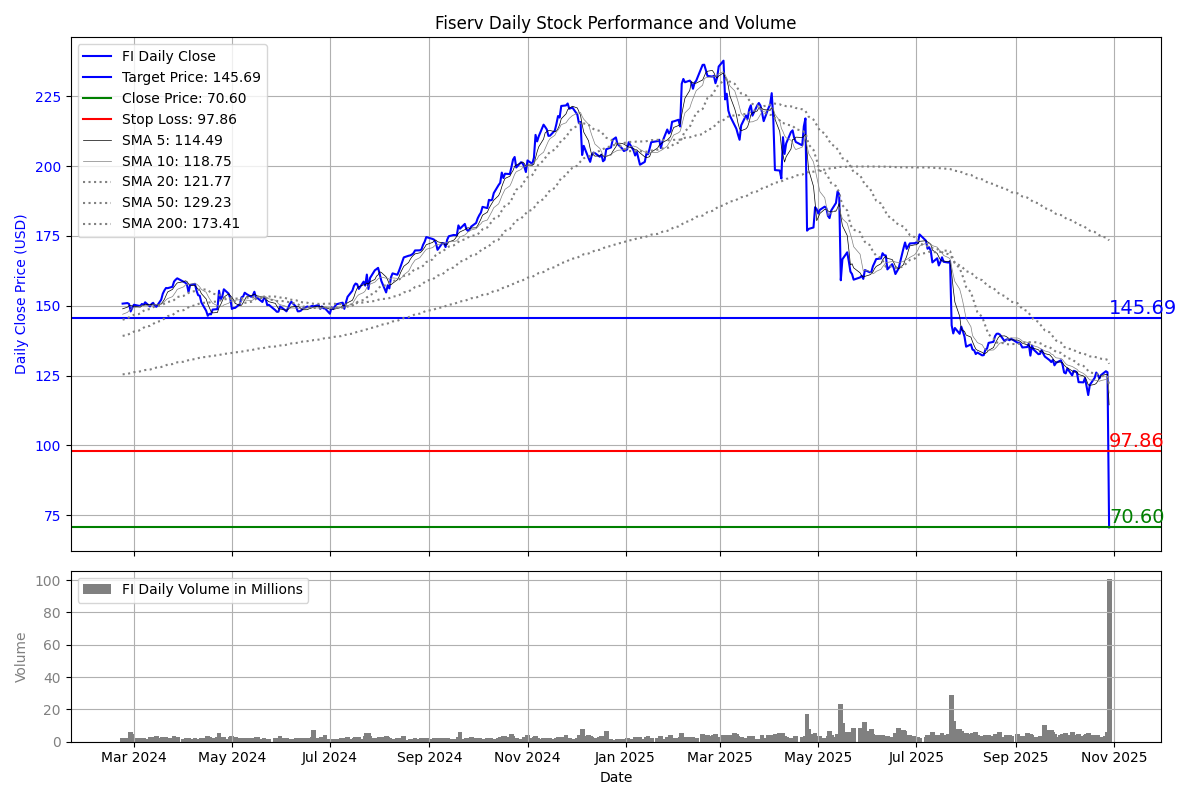 Fiserv Daily Stock Performance and Volume
FI Daily Close
Target Price: 145.69
Close Price: 70.60
Stop Loss: 97.86
SMA 5: 114.49
SMA 10: 118.75
SMA 20: 121.77
SMA 50: 129.23
SMA 200: 173.41
Daily Close Price (USD)
225
200
175
150
125
100
75
145.69
97.86
70.60
FI Daily Volume in Millions
Volume
100
80
60
40
20
0
Mar 2024 May 2024 Jul 2024 Sep 2024 Nov 2024 Jan 2025 Mar 2025 May 2025 Jul 2025 Sep 2025 Nov 2025
Date